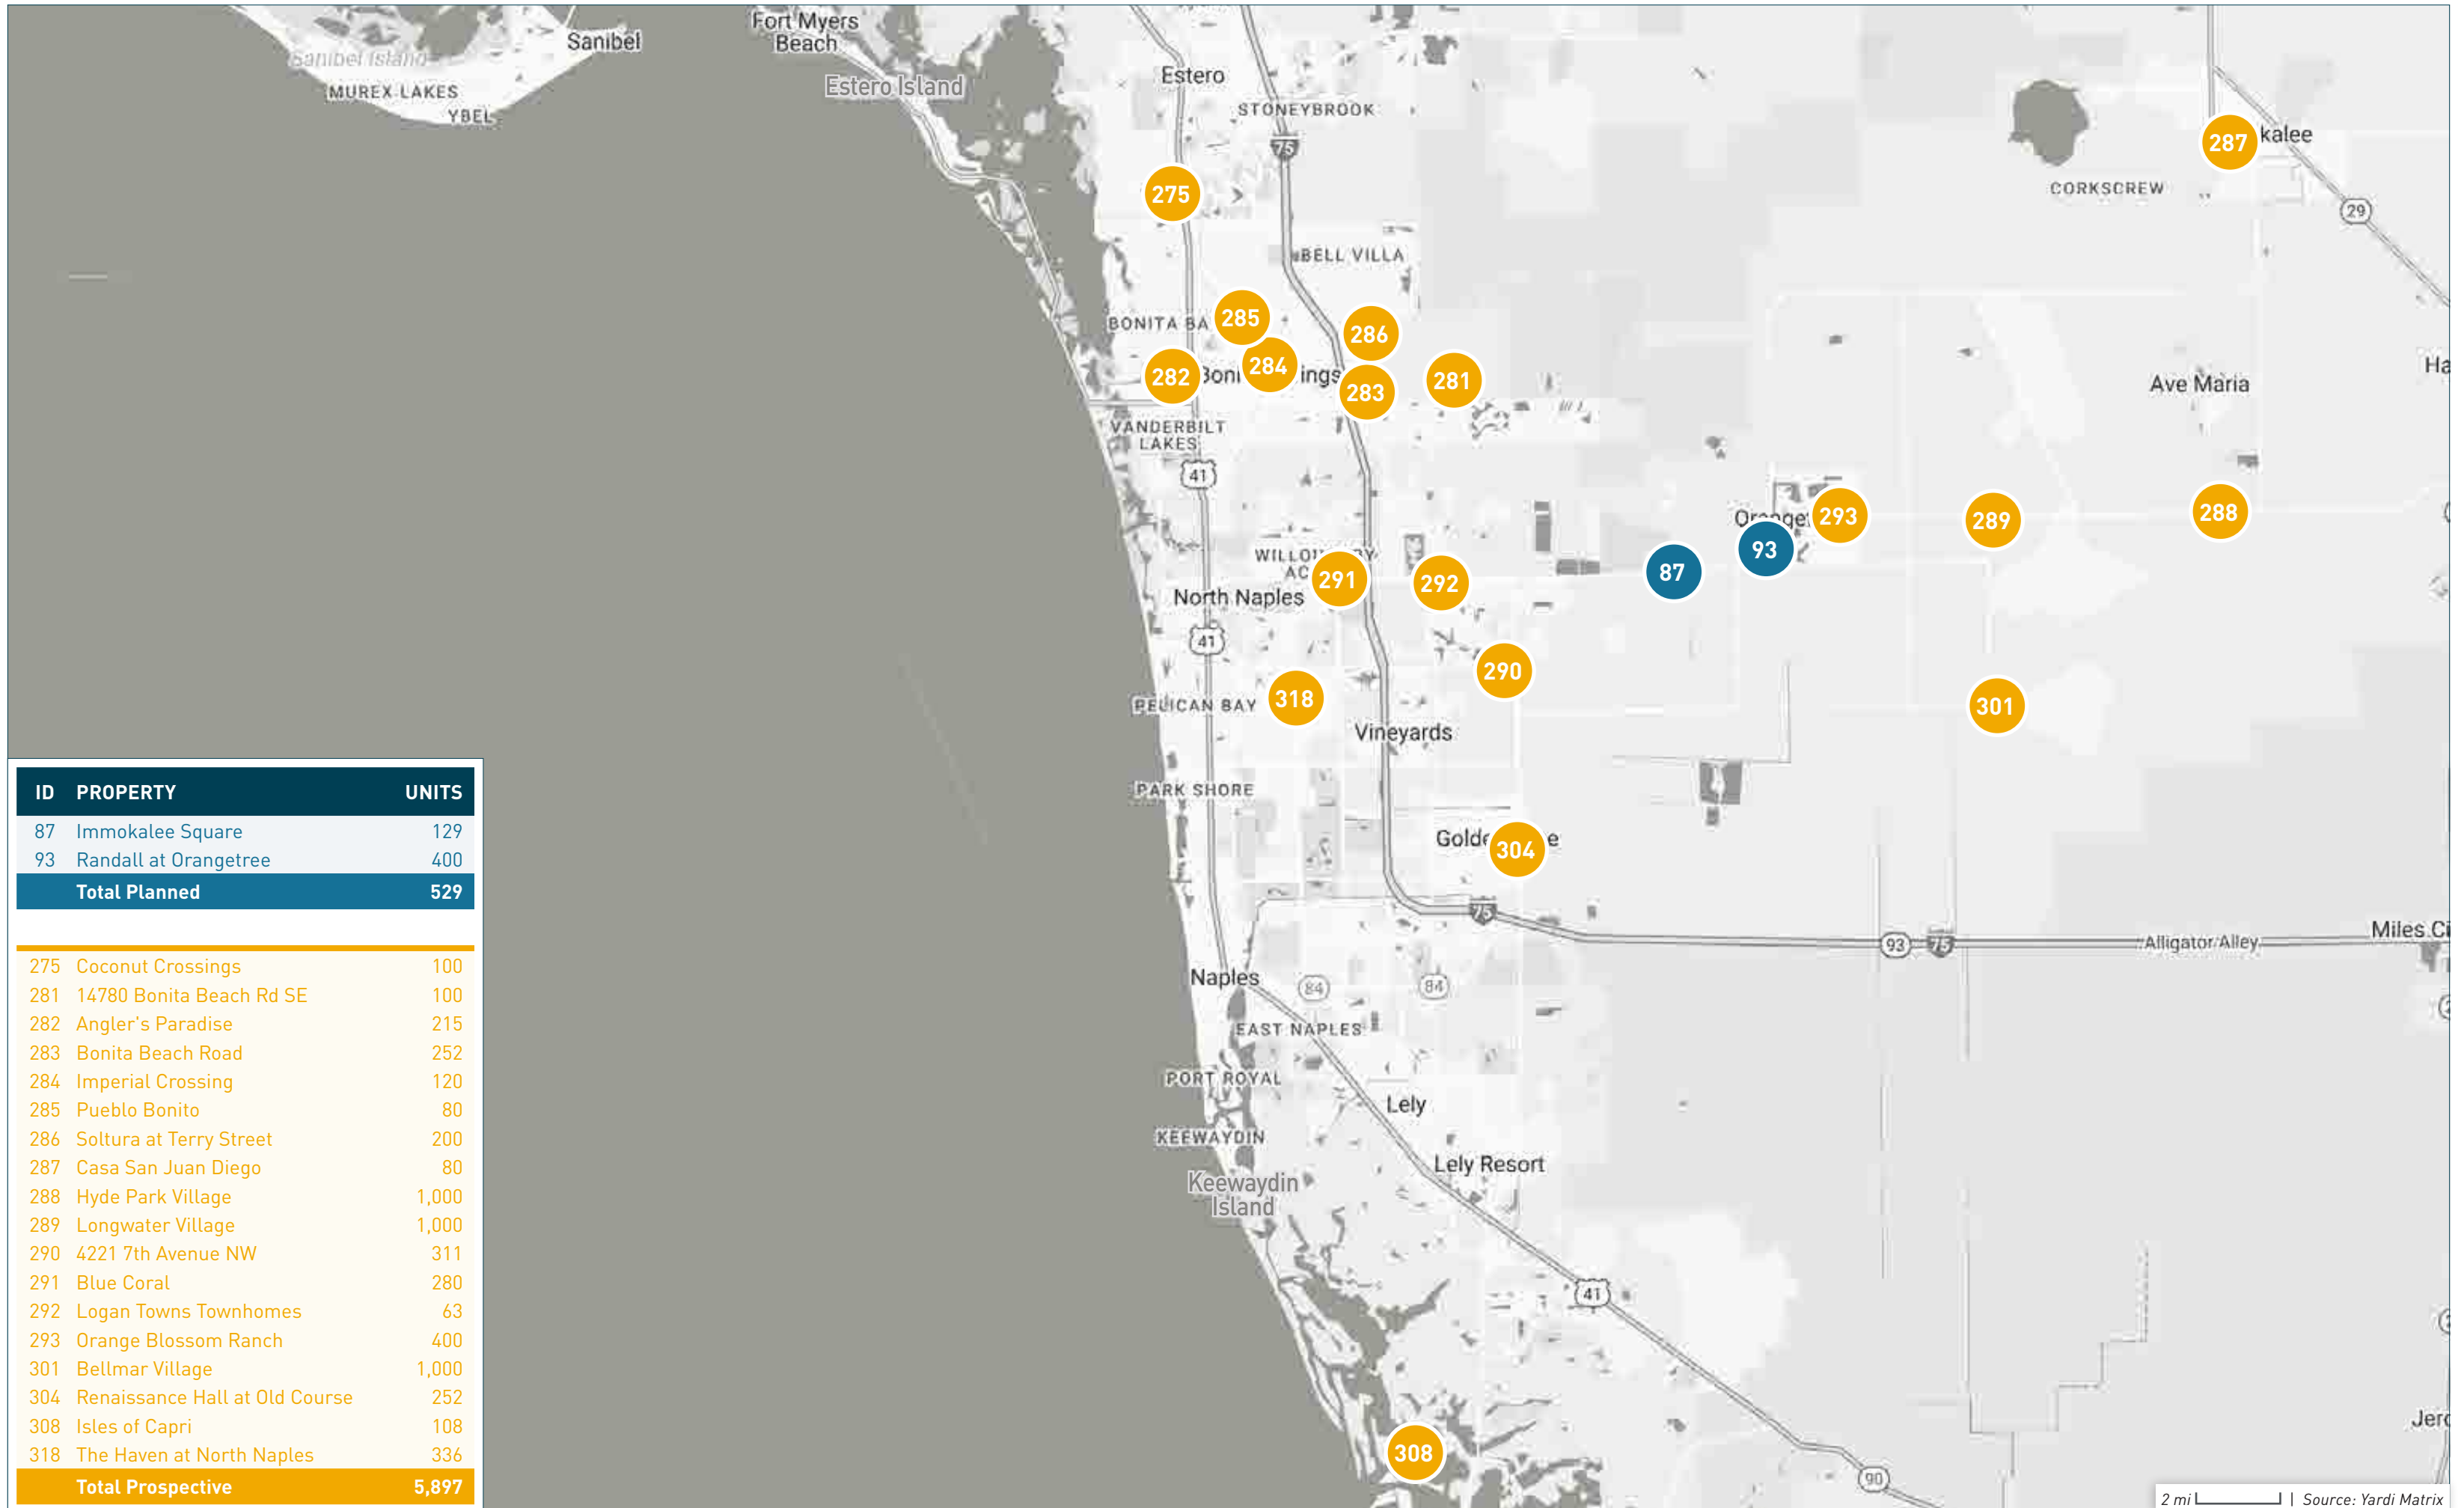 Fort Myers
Beach
Sanibel
Sanibel Island
Estero Island
MUREX LAKES
YBEL
Estero
STONEYBROOK
75
287
kalee
CORKSCREW
275
29
BELL VILLA
285
BONITA BA
286
284
282
Boni
ings
283
281
Ave Maria
Ha
VANDERBILT
LAKES
41
293
289
288
93
87
291
292
North Naples
41
290
318
PELICAN BAY
301
Vineyards
PARK SHORE
Golde
e
304
75
93
75
Alligator Alley
Miles Ci
Naples
84
84
EAST NAPLES
PORT ROYAL
Lely
KEEWAYDIN
Lely Resort
Keewaydin
Island
41
Jero
308
90
ID PROPERTY UNITS
87 Immokalee Square 129
93 Randall at Orangetree 400
Total Planned 529
275 Coconut Crossings 100
281 14780 Bonita Beach Rd SE 100
282 Angler's Paradise 215
283 Bonita Beach Road 252
284 Imperial Crossing 120
285 Pueblo Bonito 80
286 Soltura at Terry Street 200
287 Casa San Juan Diego 80
288 Hyde Park Village 1,000
289 Longwater Village 1,000
290 4221 7th Avenue NW 311
291 Blue Coral 280
292 Logan Towns Townhomes 63
293 Orange Blossom Ranch 400
301 Bellmar Village 1,000
304 Renaissance Hall at Old Course 252
308 Isles of Capri 108
318 The Haven at North Naples 336
Total Prospective 5,897
2 mi | Source: Yardi Matrix